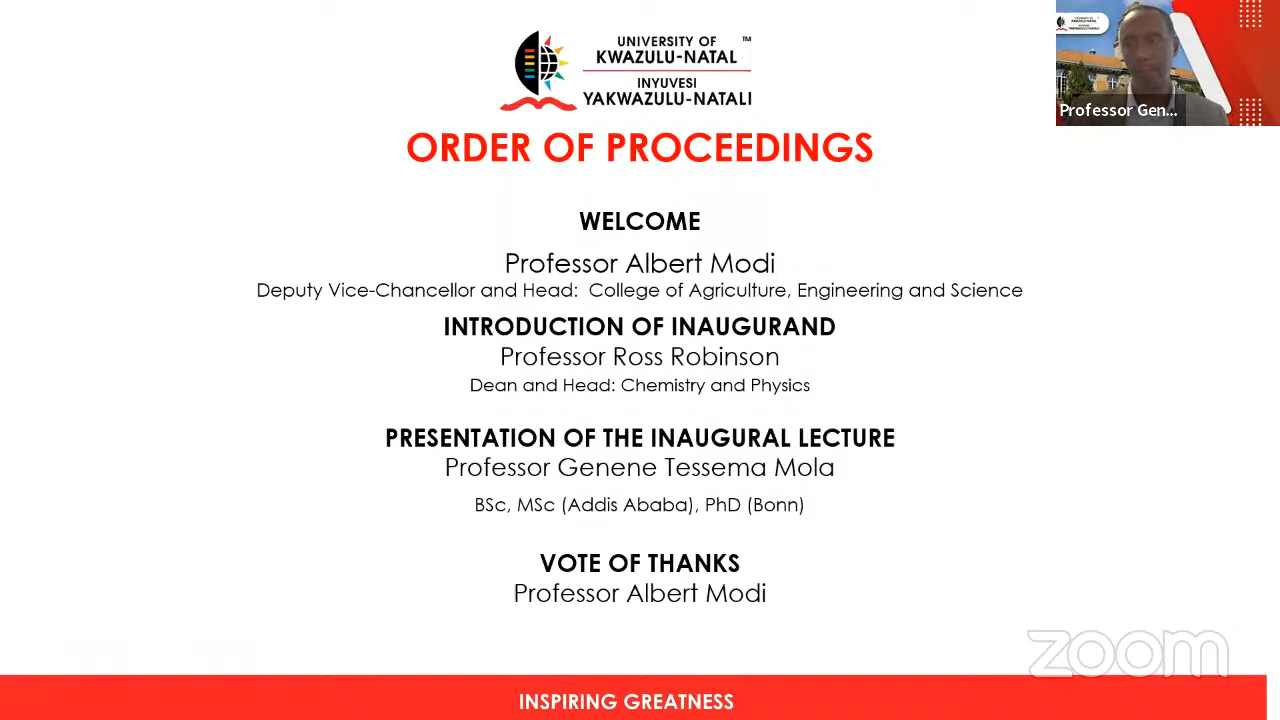 UNIVERSITY OF
KWAZULU-NATAL
TM
INYUVESI
YAKWAZULU-NATALI
ORDER OF PROCEEDINGS
WELCOME
Professor Albert Modi
Deputy Vice-Chancellor and Head: College of Agriculture, Engineering and Science
INTRODUCTION OF INAUGURAND
Professor Ross Robinson
Dean and Head: Chemistry and Physics
PRESENTATION OF THE INAUGURAL LECTURE
Professor Genene Tessema Mola
BSc, MSc (Addis Ababa), PhD (Bonn)
VOTE OF THANKS
Professor Albert Modi
INSPIRING GREATNESS
zoom
Professor Gen...